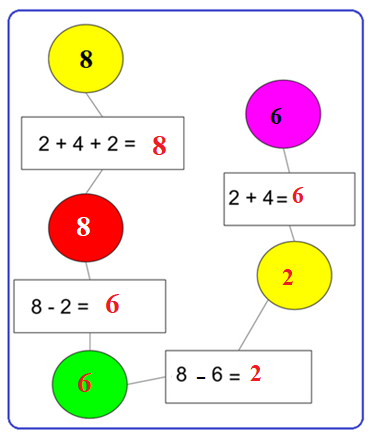 8
2 + 4 + 2 = 8
8
8 - 2 = 6
6
8 - 6 = 2
2
2 + 4 = 6
6